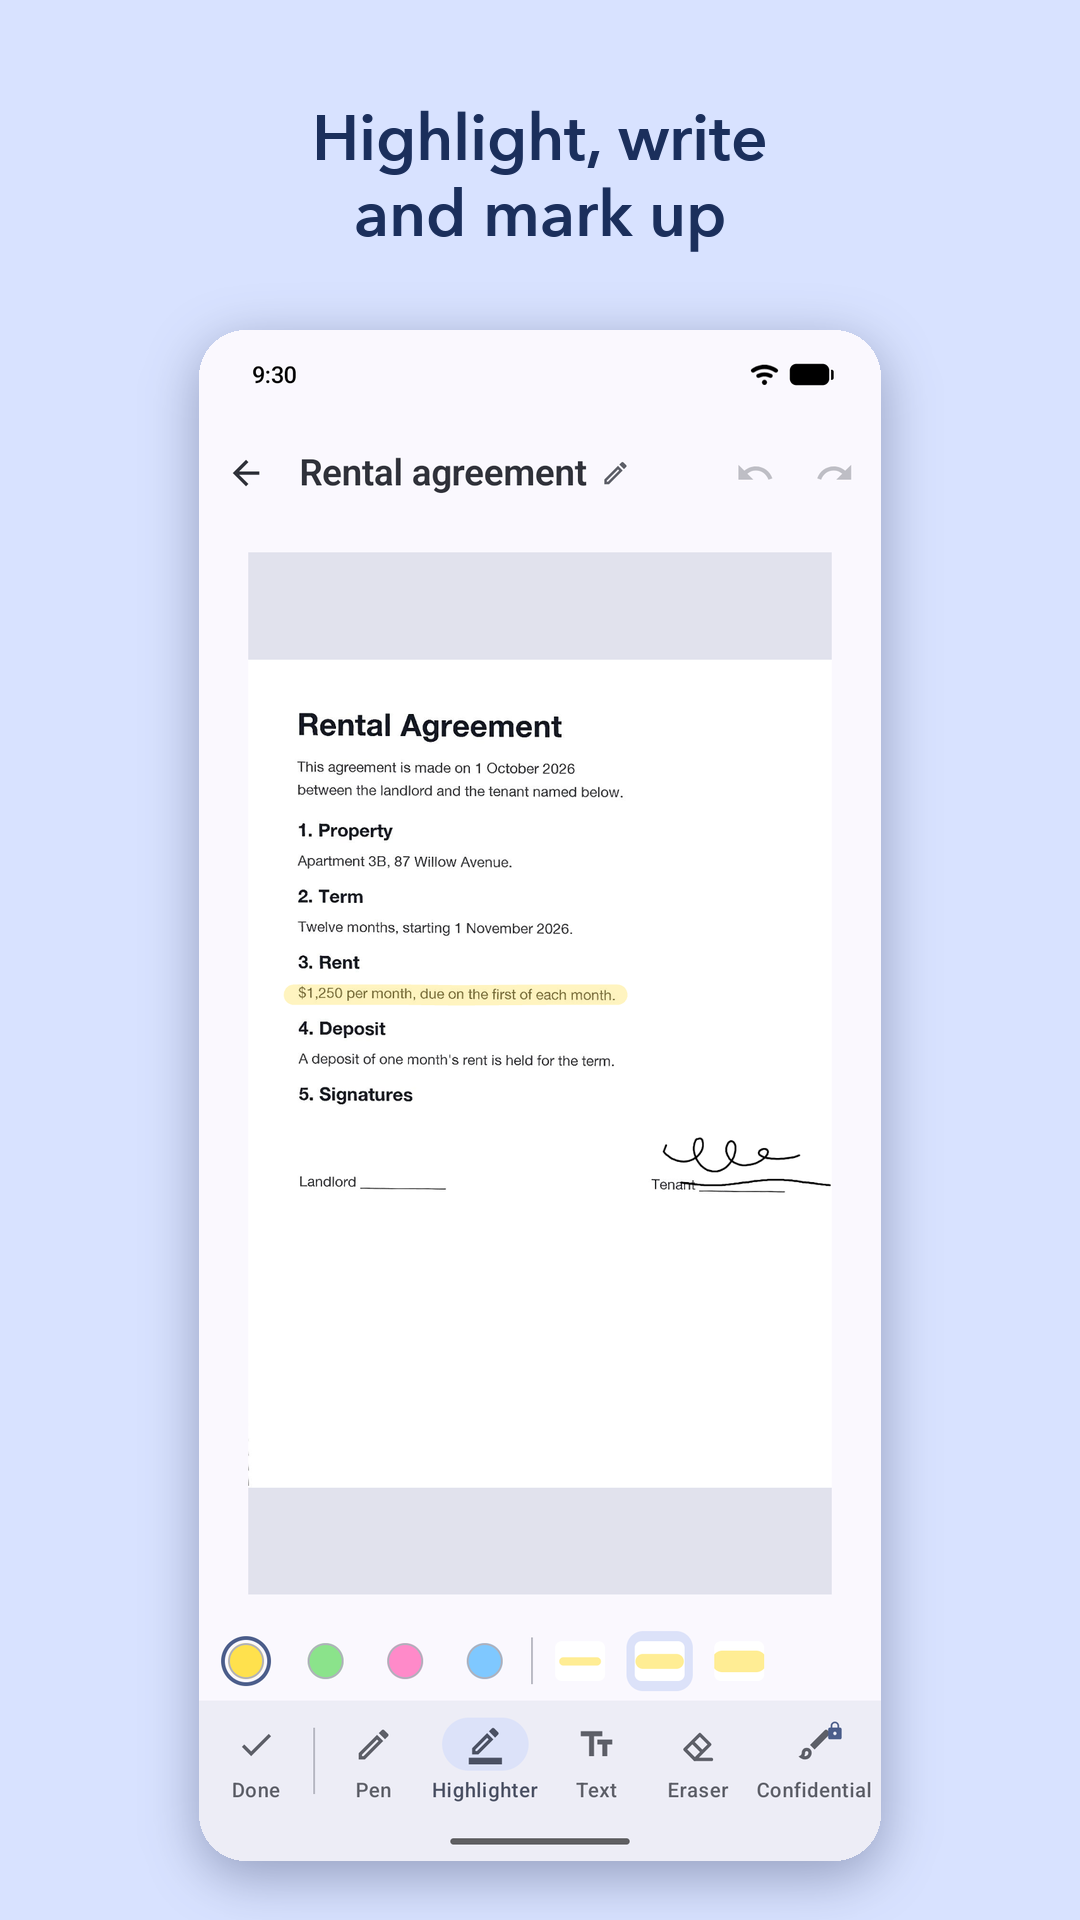 Highlight, write
and mark up
9:30
Rental agreement
Rental Agreement
This agreement is made on 1 October 2026
between the landlord and the tenant named below.
1. Property
Apartment 3B, 87 Willow Avenue.
2. Term
Twelve months, starting 1 November 2026.
3. Rent
$1,250 per month, due on the first of each month.
4. Deposit
A deposit of one month's rent is held for the term.
5. Signatures
Landlord Tenant
Done Pen Highlighter Text Eraser Confidential